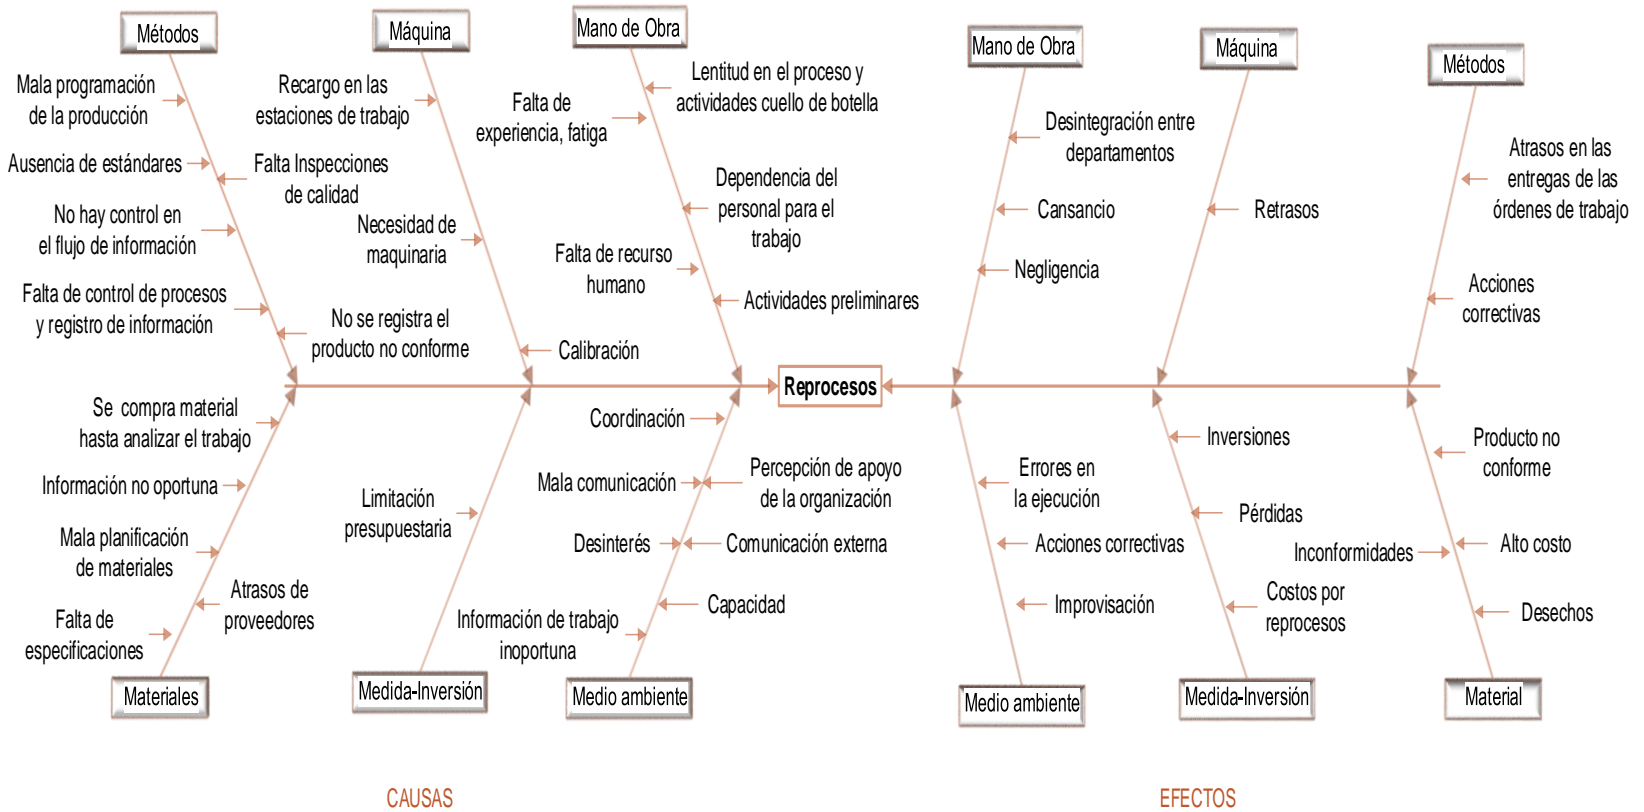 Métodos
Mala programación
de la producción
Ausencia de estándares
Falta Inspecciones
de calidad
No hay control en
el flujo de información
Falta de control de procesos
y registro de información
No se registra el
producto no conforme
Máquina
Recargo en las
estaciones de trabajo
Necesidad de
maquinaria
Calibración
Mano de Obra
Lentitud en el proceso y
actividades cuello de botella
Falta de
experiencia, fatiga
Dependencia del
personal para el
trabajo
Falta de recurso
humano
Actividades preliminares
Mano de Obra
Desintegración entre
departamentos
Cansancio
Negligencia
Máquina
Retrasos
Métodos
Atrasos en las
entregas de las
órdenes de trabajo
Acciones
correctivas
Reprocesos
Se compra material
hasta analizar el trabajo
Información no oportuna
Mala planificación
de materiales
Atrasos de
proveedores
Falta de
especificaciones
Materiales
Limitación
presupuestaria
Medida-Inversión
Coordinación
Mala comunicación
Percepción de apoyo
de la organización
Desinterés
Comunicación externa
Capacidad
Información de trabajo
inoportuna
Medio ambiente
Errores en
la ejecución
Acciones correctivas
Improvisación
Medio ambiente
Inversiones
Pérdidas
Costos por
reprocesos
Medida-Inversión
Producto no
conforme
Inconformidades
Alto costo
Desechos
Material
CAUSAS
EFECTOS